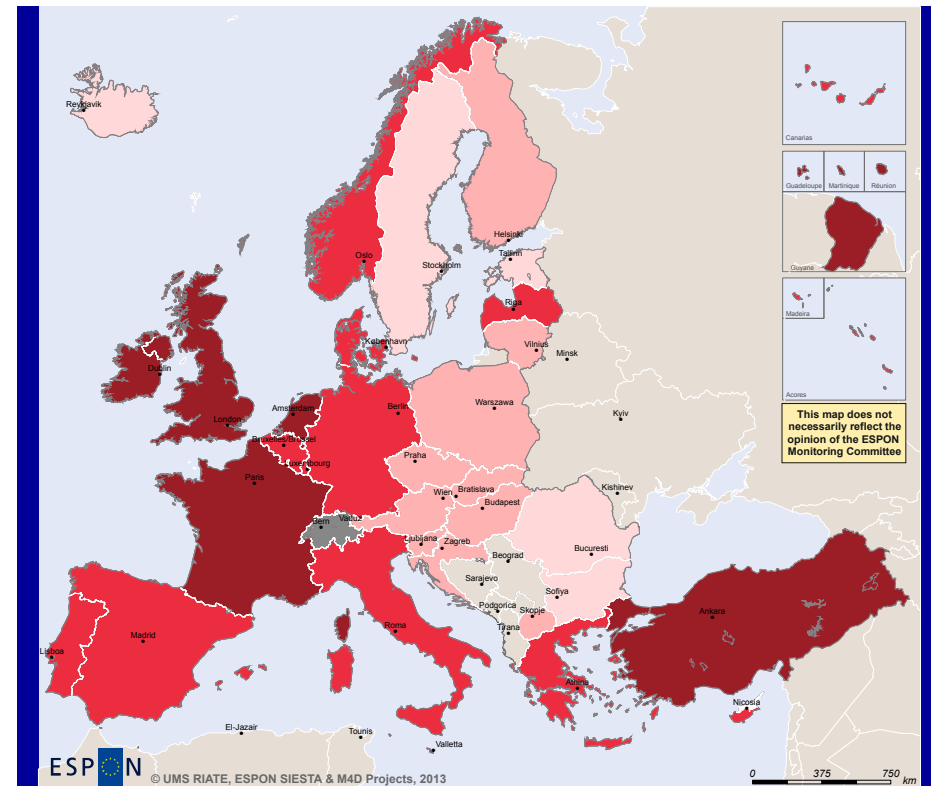 Reykjavik
Canarias
Guadeloupe
Martinique
Réunion
Guyane
Madeira
Acores
This map does not
necessarily reflect the
opinion of the ESPON
Monitoring Committee
Helsinki
Tallinn
Oslo
Stockholm
Riga
København
Vilnius
Minsk
Dublin
Amsterdam
Berlin
Warszawa
London
Kyiv
Bruxelles/Brussel
Luxembourg
Praha
Paris
Kishinev
Wien
Bratislava
Budapest
Bern
Vaduz
Ljubljana
Zagreb
Beograd
Bucuresti
Sarajevo
Sofiya
Podgorica
Skopje
Ankara
Tirana
Roma
Madrid
Lisboa
Athina
Nicosia
El-Jazair
Tounis
Valletta
ESPON
© UMS RIATE, ESPON SIESTA & M4D Projects, 2013
0 375 750
km